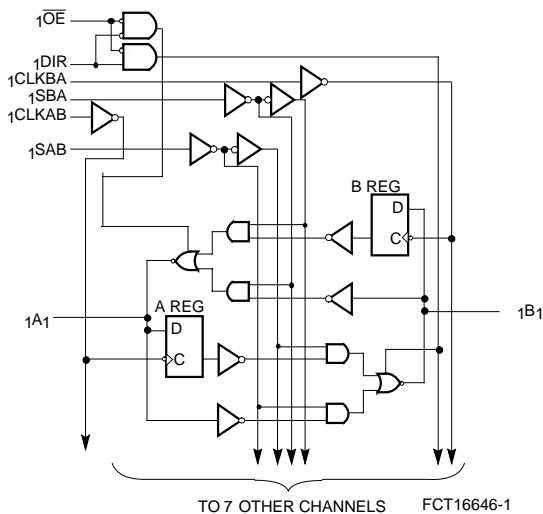 1OE
1DIR
1CLKBA
1SBA
1CLKAB
1SAB
B REG
D
C
A REG
1A1
D
C
1B1
TO 7 OTHER CHANNELS
FCT16646-1